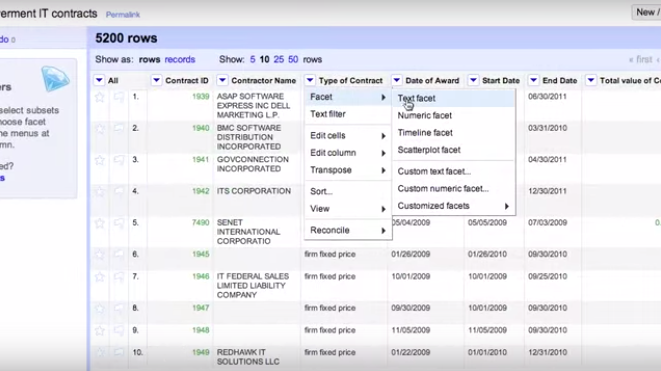 verment IT contracts Permalink
New /
do 0
5200 rows
Show as: rows records Show: 5 10 25 50 rows
« first ‹
ers
select subsets
hoose facet
e menus at
mn.
ed?
s
All Contract ID Contractor Name Type of Contract Date of Award Start Date End Date Total value of Co
1. 1939 ASAP SOFTWARE EXPRESS INC DELL MARKETING L.P. 06/30/2011
2. 1940 BMC SOFTWARE DISTRIBUTION INCORPORATED 03/31/2010
3. 1941 GOVCONNECTION INCORPORATED 04/30/2011
4. 1942 ITS CORPORATION 12/30/2011
5. 7490 SENET INTERNATIONAL CORPORATIO 05/04/2009 05/05/2009 07/03/2009 0.
6. 1945 firm fixed price 01/26/2009 01/26/2010 09/30/2010
7. 1946 IT FEDERAL SALES LIMITED LIABILITY COMPANY firm fixed price 10/01/2009 10/01/2009 09/25/2010
8. 1947 firm fixed price 09/30/2009 10/01/2009 09/30/2010
9. 1948 firm fixed price 11/05/2009 11/05/2009 09/30/2010
10. 1949 REDHAWK IT SOLUTIONS LLC firm fixed price 01/22/2009 01/01/2010 12/31/2010
Facet
Text filter
Edit cells
Edit column
Transpose
Sort...
View
Reconcile
Text facet
Numeric facet
Timeline facet
Scatterplot facet
Custom text facet...
Custom numeric facet...
Customized facets